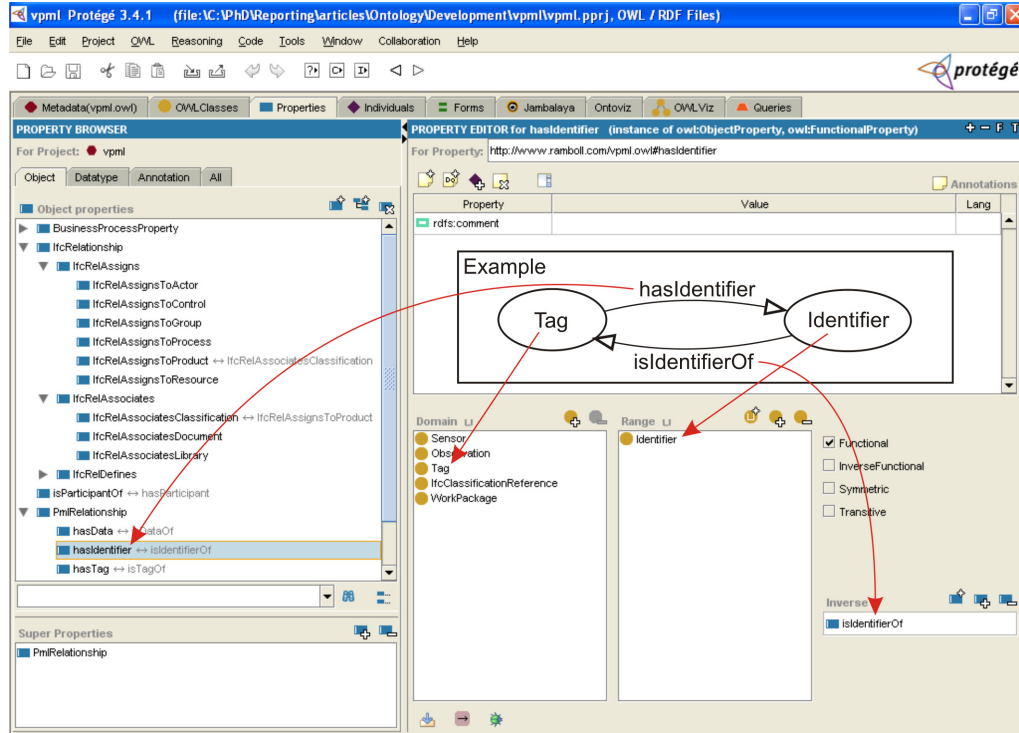 vpml Protégé 3.4.1 (file:\C:\PhD\Reporting\articles\Ontology\Development\vpml\vpml.pprj, OWL / RDF Files)
File Edit Project OWL Reasoning Code Tools Window Collaboration Help
protégé
Metadata(vpml.owl) OWLClasses Properties Individuals Forms Jambalaya Ontoviz OWLViz Queries
PROPERTY BROWSER
For Project: vpml
Object Datatype Annotation All
Object properties
BusinessProcessProperty
IfcRelationship
IfcRelAssigns
IfcRelAssignsToActor
IfcRelAssignsToControl
IfcRelAssignsToGroup
IfcRelAssignsToProcess
IfcRelAssignsToProduct ↔ IfcRelAssociatesClassification
IfcRelAssignsToResource
IfcRelAssociates
IfcRelAssociatesClassification ↔ IfcRelAssignsToProduct
IfcRelAssociatesDocument
IfcRelAssociatesLibrary
IfcRelDefines
isParticipantOf ↔ hasParticipant
PmlRelationship
hasData ↔ isDataOf
hasIdentifier ↔ isIdentifierOf
hasTag ↔ isTagOf
Super Properties
PmlRelationship
PROPERTY EDITOR for hasIdentifier (instance of owl:ObjectProperty, owl:FunctionalProperty)
F T
For Property: http://www.ramboll.com/vpml.owl#hasIdentifier
Annotations
Property Value Lang
rdfs:comment
Example
hasIdentifier
Tag Identifier
isIdentifierOf
Domain
Sensor
Observation
Tag
IfcClassificationReference
WorkPackage
Range
Identifier
Functional
InverseFunctional
Symmetric
Transitive
Inverse
isIdentifierOf